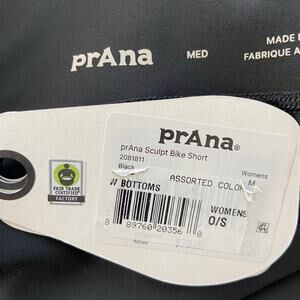 prAna MED MADE
FABRIQUE A
prAna®
prAna Sculpt Bike Short
2081811
Black
Womens
M
W BOTTOMS ASSORTED COLOR
WOMENS
O/S
8 89760 20356 8
FAIR TRADE
CERTIFIED
FACTORY